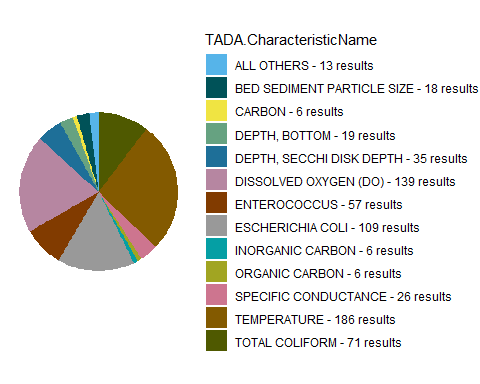 TADA.CharacteristicName
ALL OTHERS - 13 results
BED SEDIMENT PARTICLE SIZE - 18 results
CARBON - 6 results
DEPTH, BOTTOM - 19 results
DEPTH, SECCHI DISK DEPTH - 35 results
DISSOLVED OXYGEN (DO) - 139 results
ENTEROCOCCUS - 57 results
ESCHERICHIA COLI - 109 results
INORGANIC CARBON - 6 results
ORGANIC CARBON - 6 results
SPECIFIC CONDUCTANCE - 26 results
TEMPERATURE - 186 results
TOTAL COLIFORM - 71 results